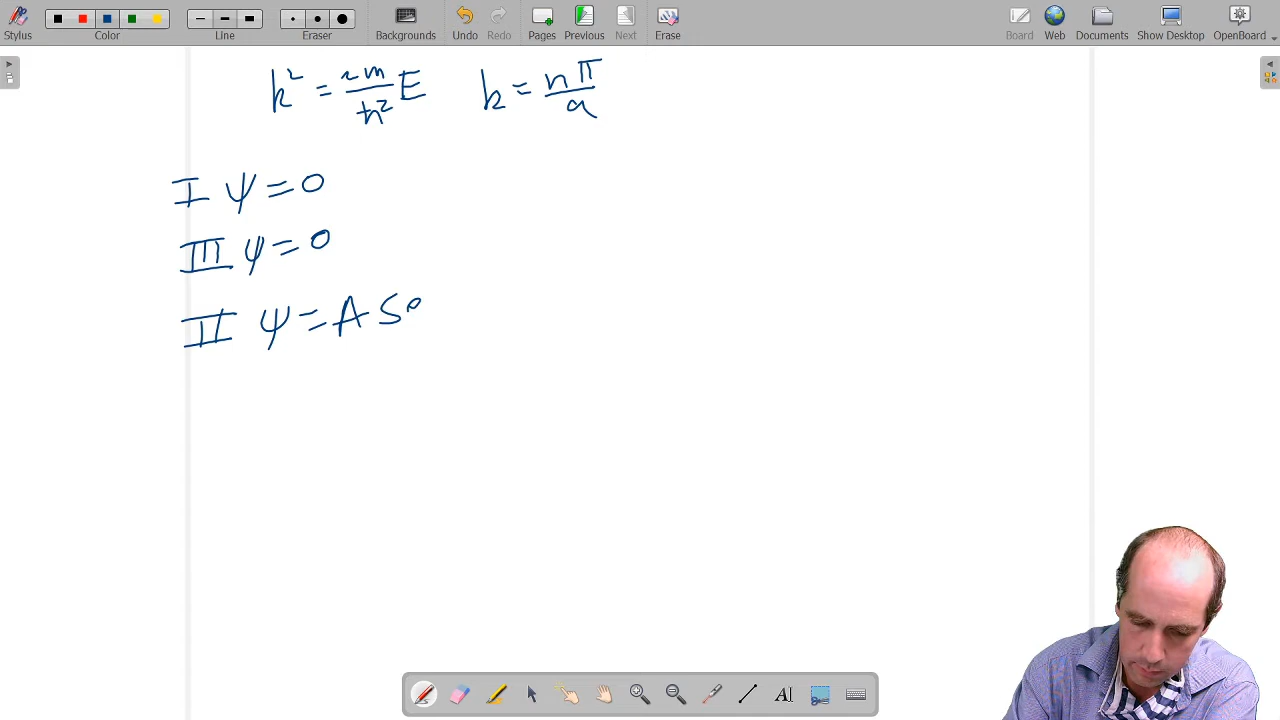 Stylus Color Line Eraser Backgrounds Undo Redo Pages Previous Next Erase Board Web Documents Show Desktop OpenBoard
k² = 2m/ħ² E k = nπ/a
I ψ = 0
III ψ = 0
II ψ = A S